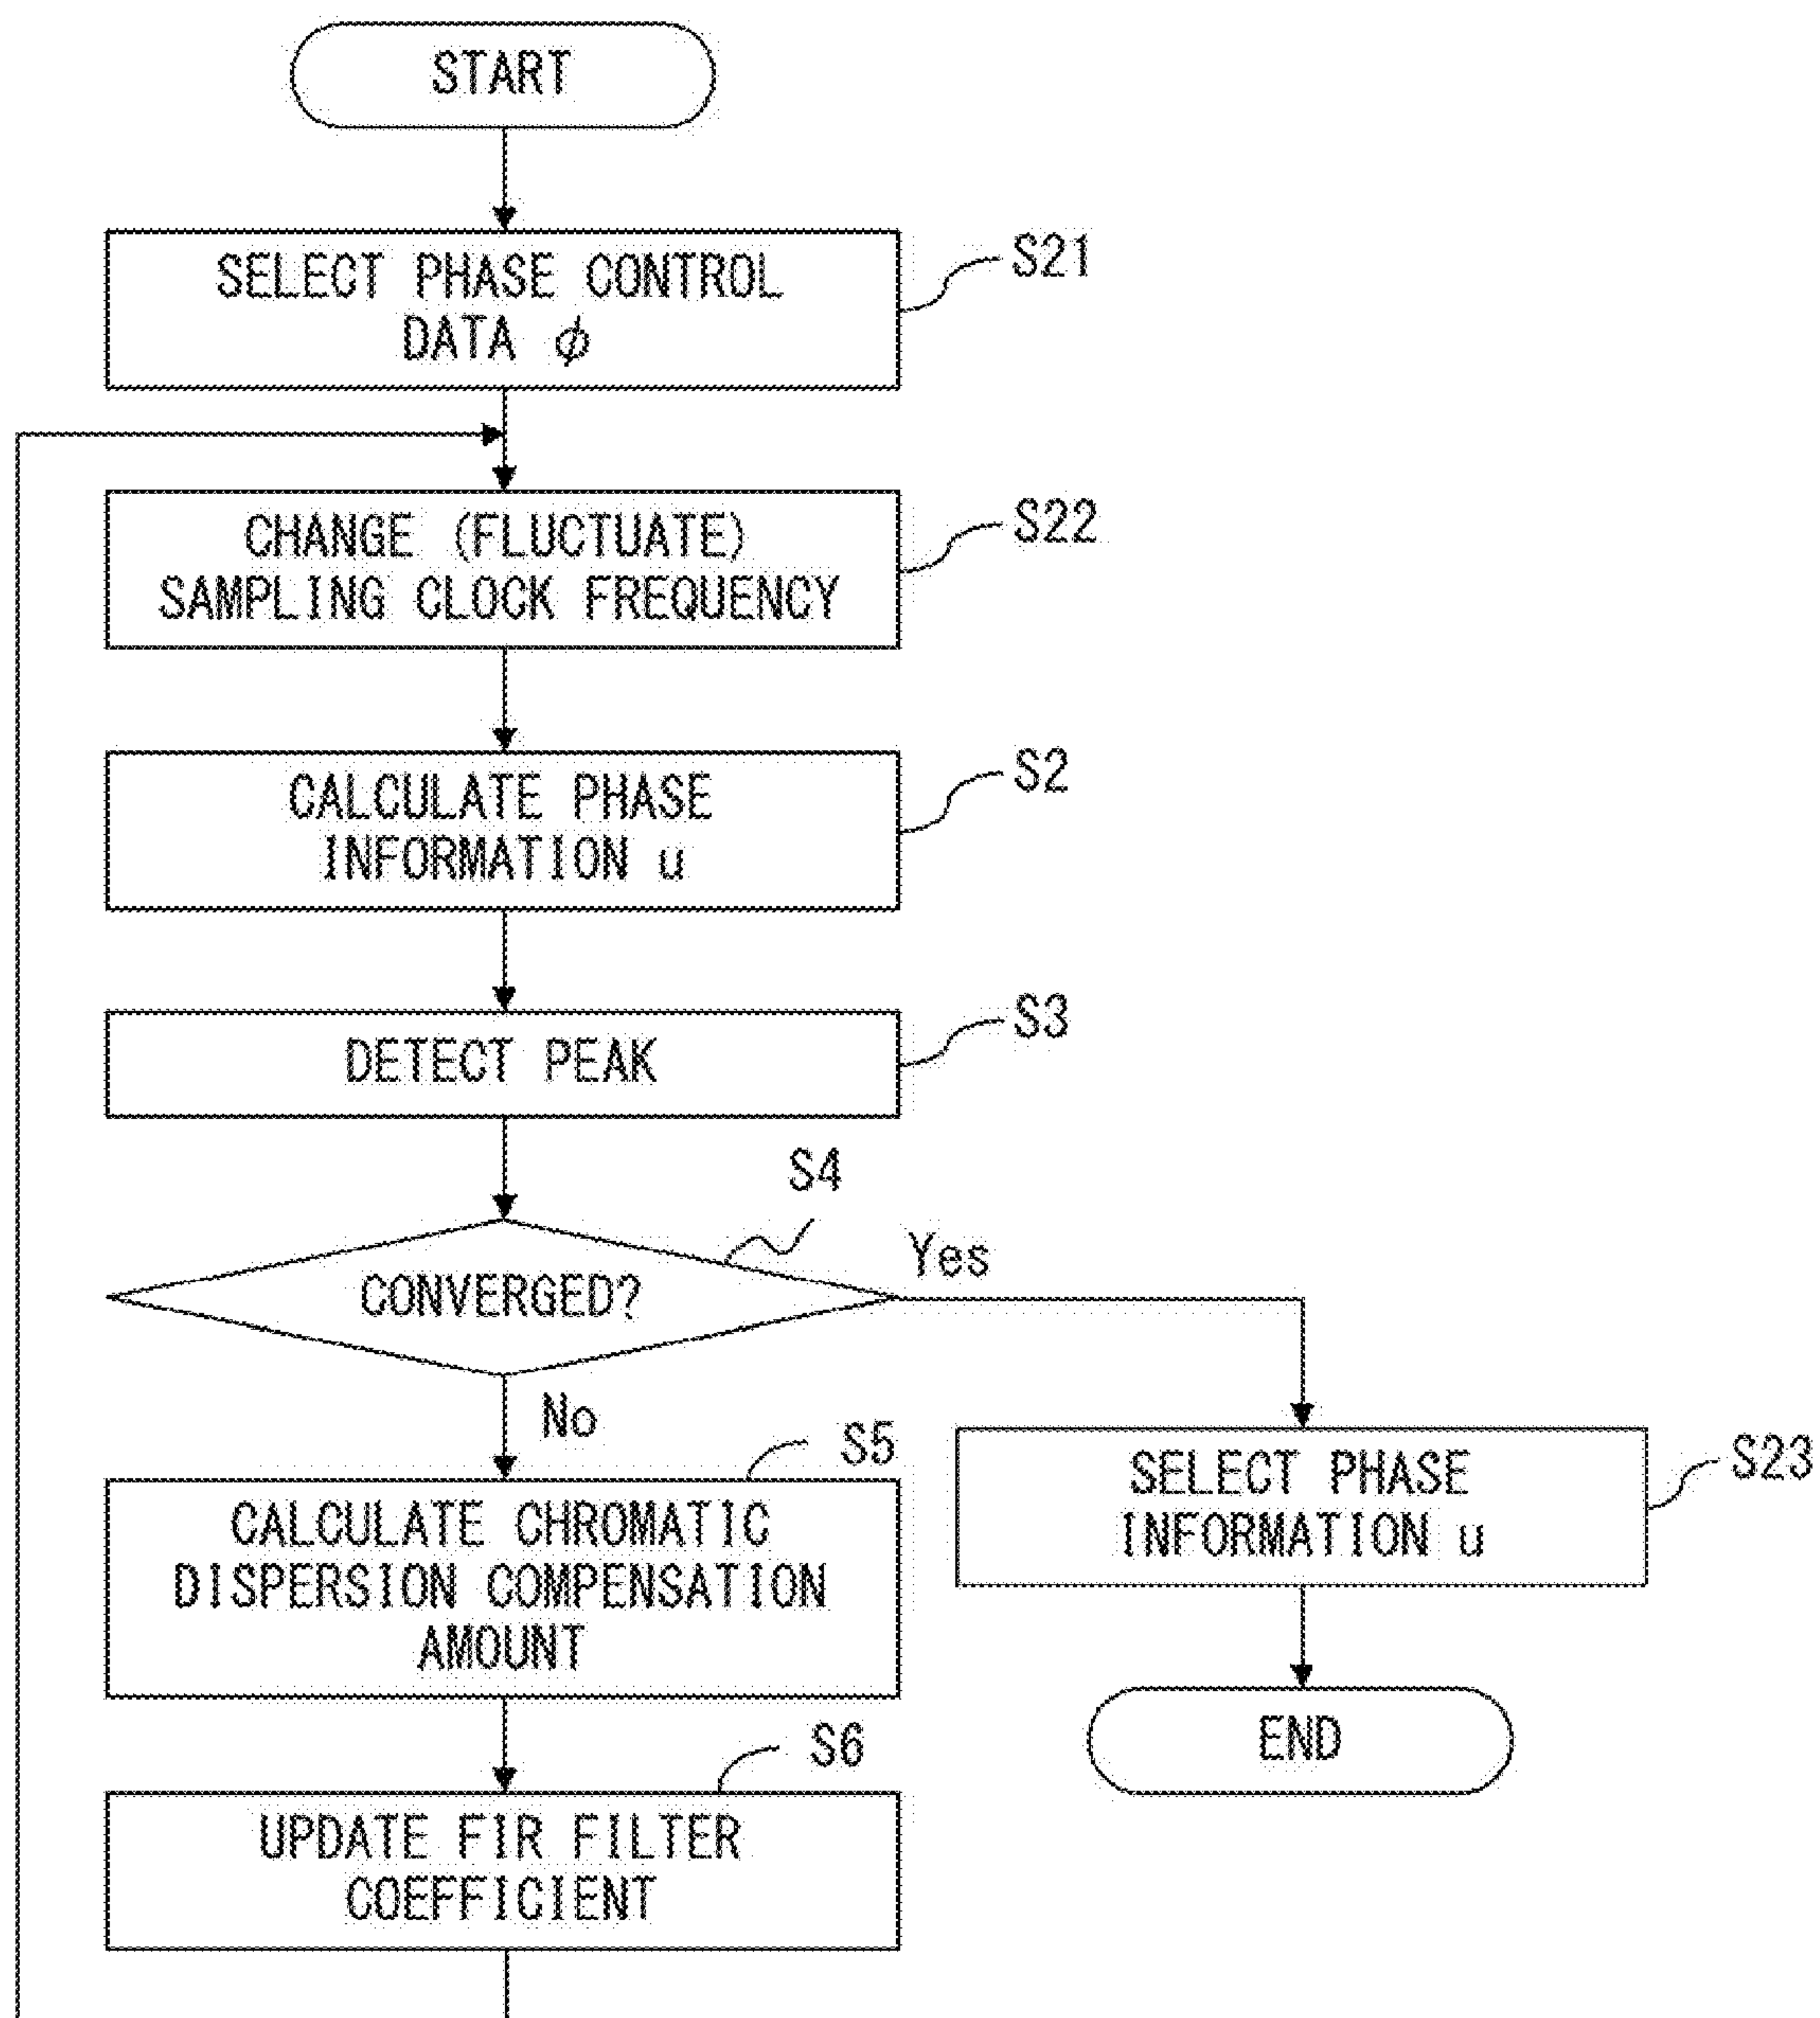 START
SELECT PHASE CONTROL
DATA ϕ
S21
CHANGE (FLUCTUATE)
SAMPLING CLOCK FREQUENCY
S22
CALCULATE PHASE
INFORMATION u
S2
DETECT PEAK
S3
S4
CONVERGED?
Yes
No
S5
CALCULATE CHROMATIC
DISPERSION COMPENSATION
AMOUNT
SELECT PHASE
INFORMATION u
S23
S6
UPDATE FIR FILTER
COEFFICIENT
END